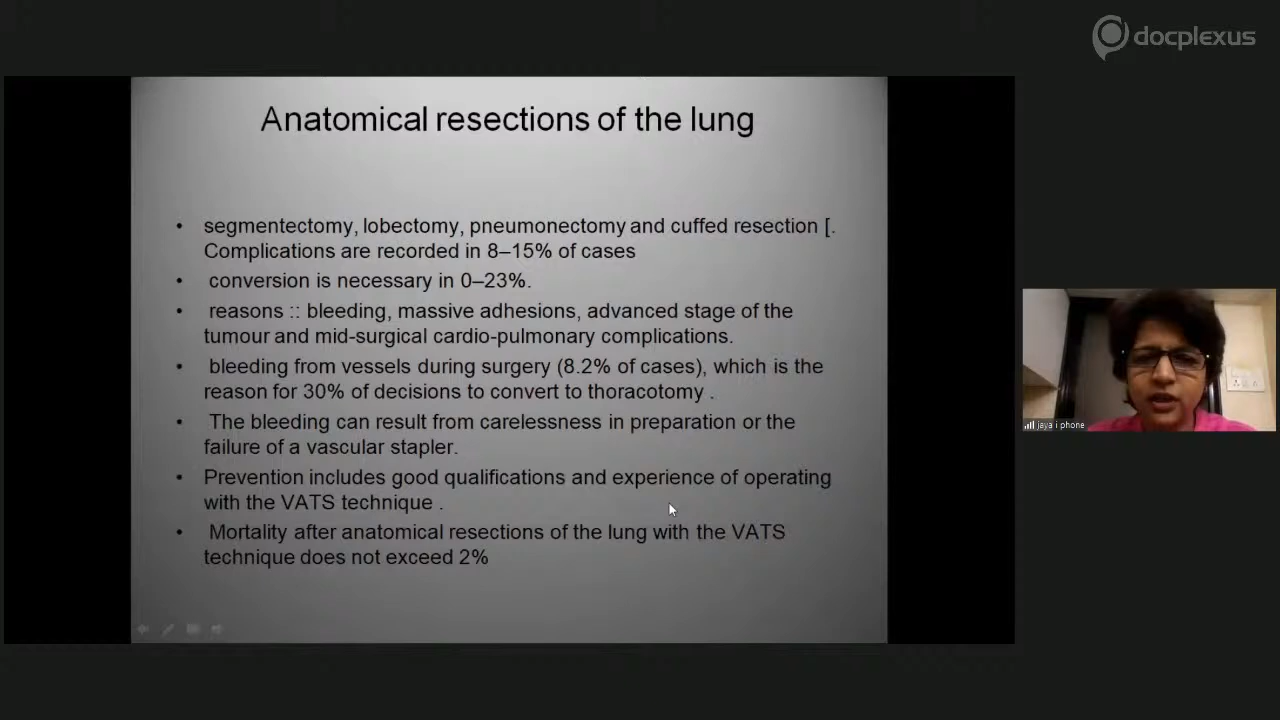 docplexus
Anatomical resections of the lung
• segmentectomy, lobectomy, pneumonectomy and cuffed resection [.
Complications are recorded in 8–15% of cases
• conversion is necessary in 0–23%.
• reasons :: bleeding, massive adhesions, advanced stage of the
tumour and mid-surgical cardio-pulmonary complications.
• bleeding from vessels during surgery (8.2% of cases), which is the
reason for 30% of decisions to convert to thoracotomy .
• The bleeding can result from carelessness in preparation or the
failure of a vascular stapler.
• Prevention includes good qualifications and experience of operating
with the VATS technique .
• Mortality after anatomical resections of the lung with the VATS
technique does not exceed 2%
jaya i phone